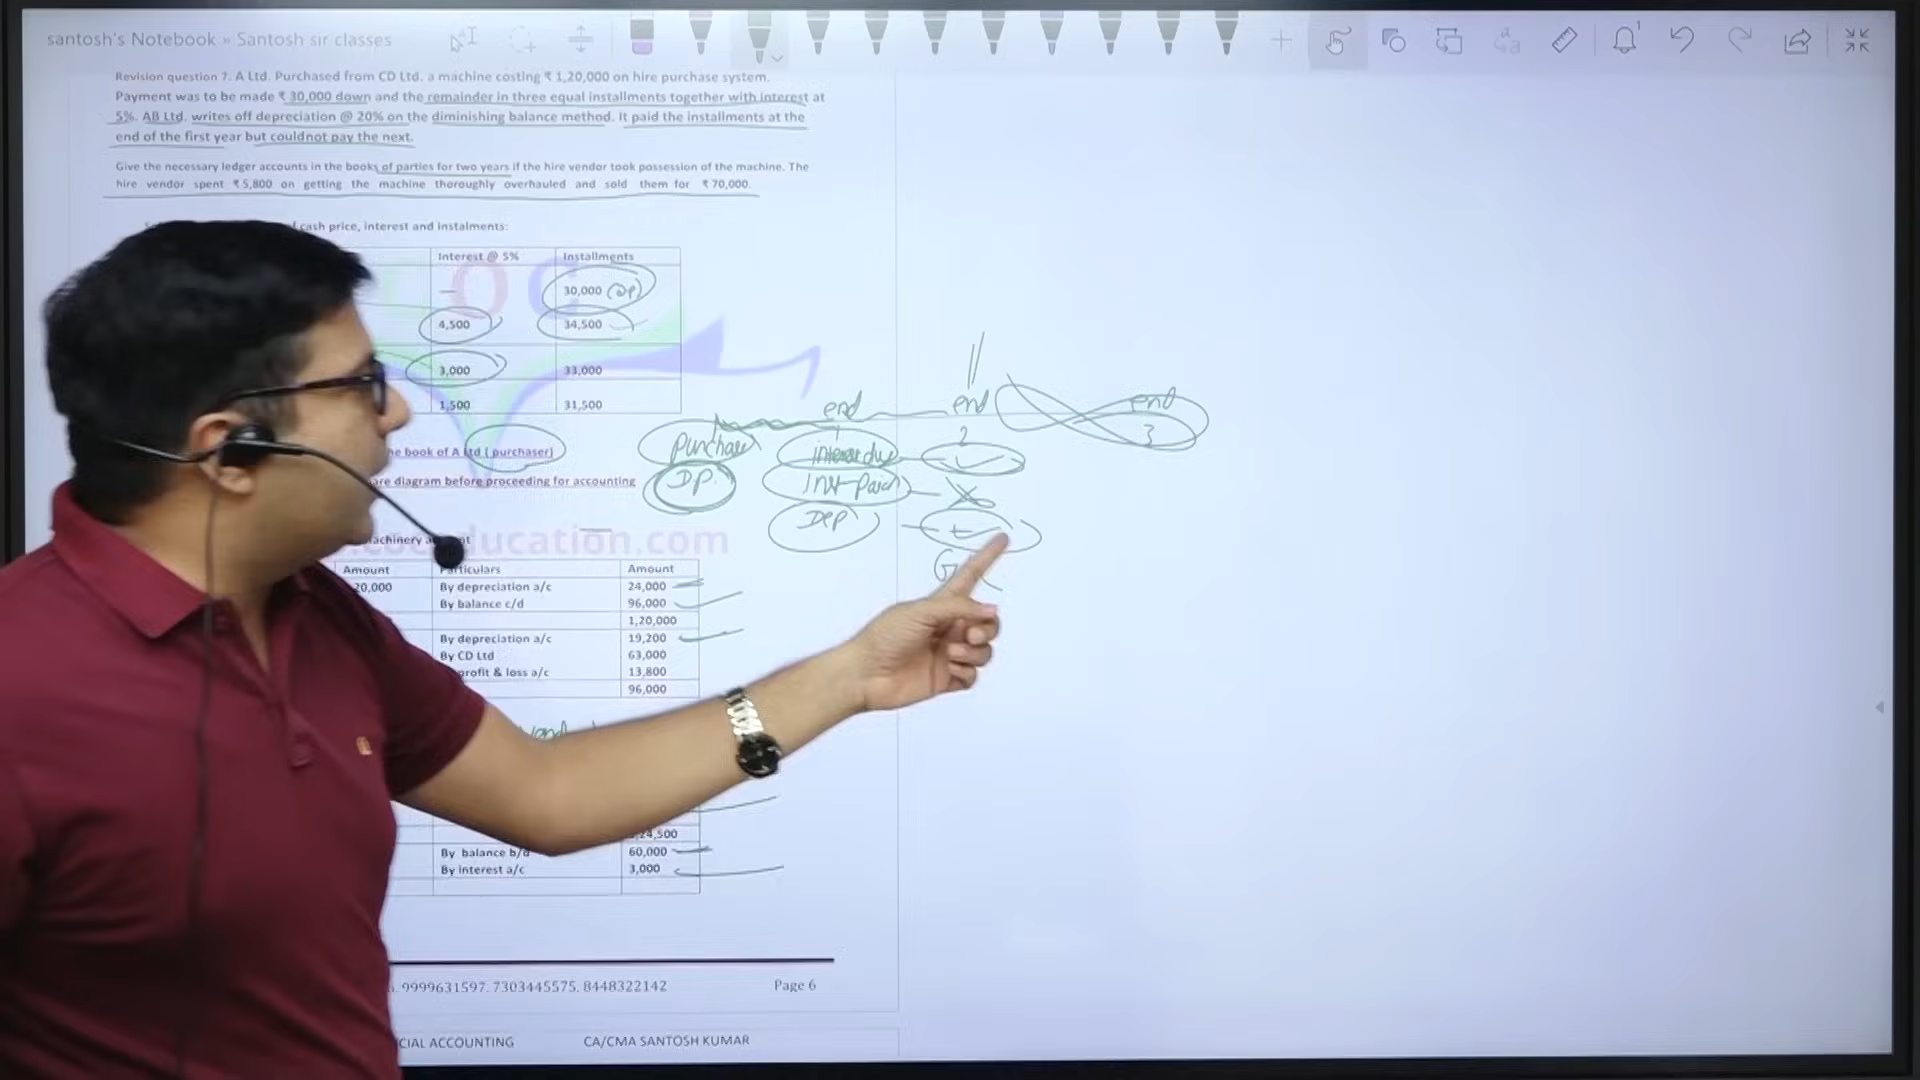 santosh's Notebook » Santosh sir classes
Revision question 7. A Ltd. Purchased from CD Ltd. a machine costing ₹ 1,20,000 on hire purchase system.
Payment was to be made ₹ 30,000 down and the remainder in three equal installments together with interest at
5%. AB Ltd. writes off depreciation @ 20% on the diminishing balance method. It paid the installments at the
end of the first year but couldnot pay the next.
Give the necessary ledger accounts in the books of parties for two years if the hire vendor took possession of the machine. The
hire vendor spent ₹ 5,800 on getting the machine thoroughly overhauled and sold them for ₹ 70,000.
cash price, interest and instalments:
Interest @ 5% Installments
— 30,000 (DP)
4,500 34,500
3,000 33,000
1,500 31,500
end end end
1 2 3
book of A Ltd ( purchaser)
Purchase interest due
diagram before proceeding for accounting
DP Inst paid
Dep
ucation.com
Amount Particulars Amount
20,000 By depreciation a/c 24,000
By balance c/d 96,000
1,20,000
By depreciation a/c 19,200
By CD Ltd 63,000
profit & loss a/c 13,800
96,000
24,500
By balance b/d 60,000
By interest a/c 3,000
9999631597. 7303445575. 8448322142 Page 6
CIAL ACCOUNTING CA/CMA SANTOSH KUMAR